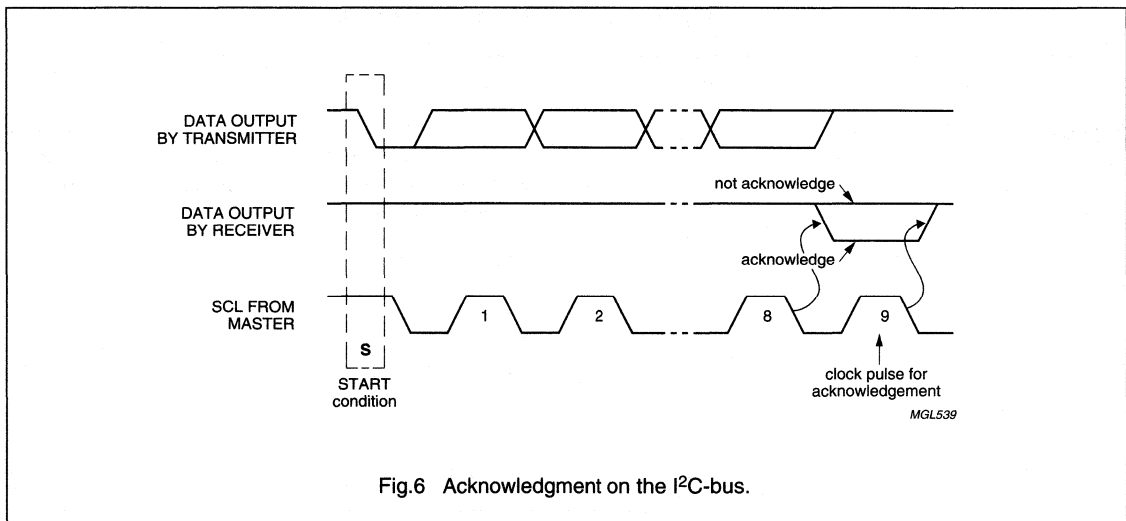 DATA OUTPUT
BY TRANSMITTER
not acknowledge
DATA OUTPUT
BY RECEIVER
acknowledge
SCL FROM
MASTER
1
2
8
9
S
START
condition
clock pulse for
acknowledgement
MGL539
Fig.6 Acknowledgment on the I²C-bus.